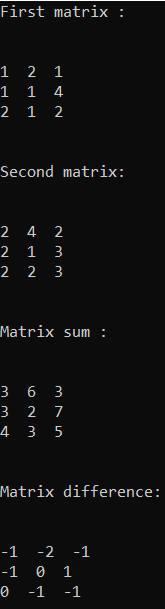 First matrix :
1 2 1
1 1 4
2 1 2
Second matrix:
2 4 2
2 1 3
2 2 3
Matrix sum :
3 6 3
3 2 7
4 3 5
Matrix difference:
-1 -2 -1
-1 0 1
0 -1 -1